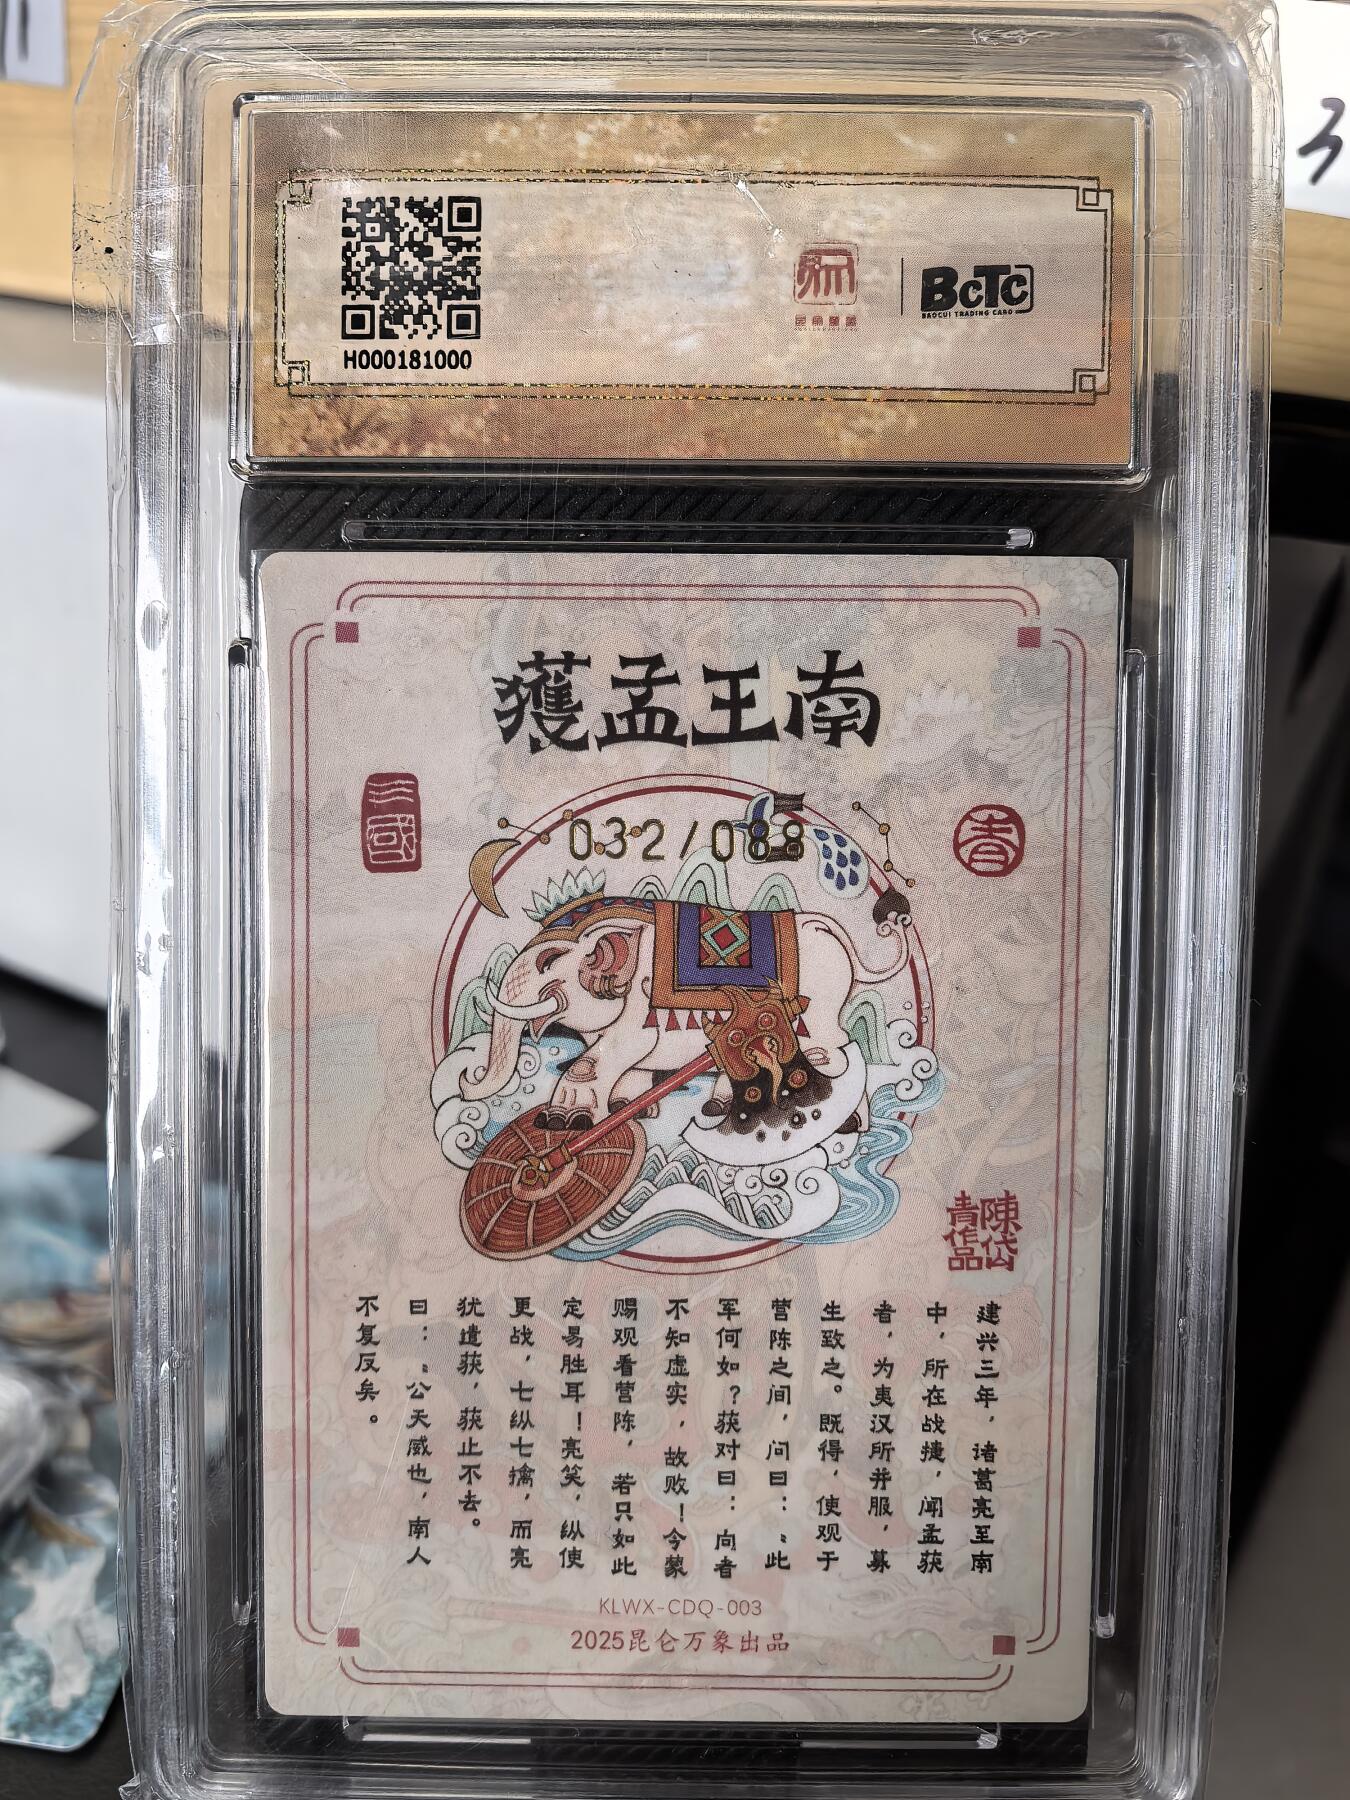 H000181000
BCTC
BAOCUI TRADING CARD
獲孟王南
三國
香
032/088
陳岱
青作品
建兴三年，诸葛亮至南
中，所在战捷，闻孟获
者，为夷汉所并服，募
生致之。既得，使观于
营陈之间，问曰：“此
军何如？获对曰：向者
不知虚实，故败！今蒙
赐观看营陈，若只如此
定易胜耳！亮笑，纵使
更战，七纵七擒，而亮
犹遣获，获止不去。
曰：“公天威也，南人
不复反矣。
KLWX-CDQ-003
2025昆仑万象出品
3